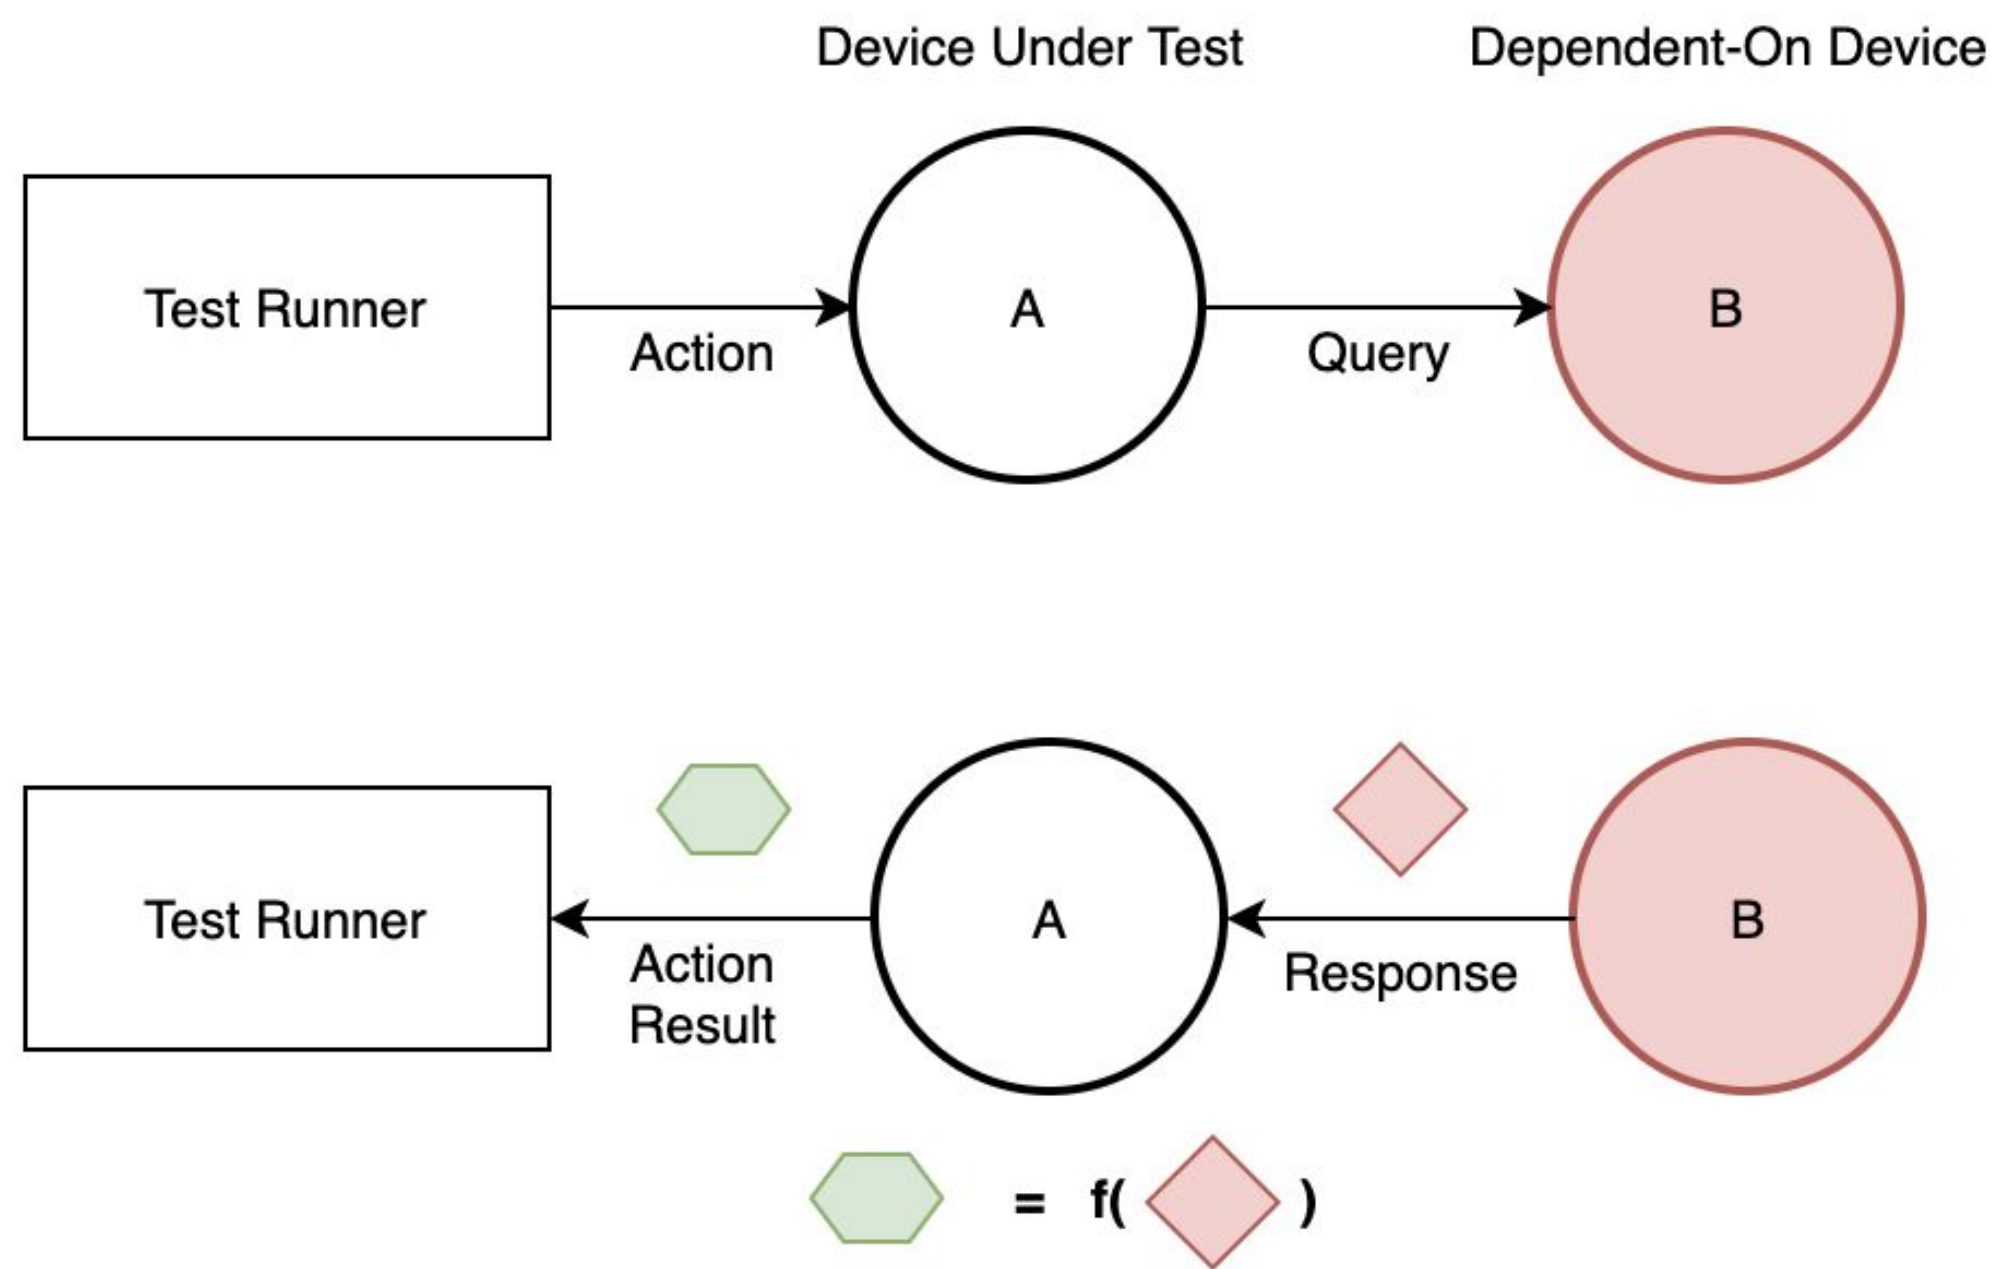 Device Under Test
Dependent-On Device
Test Runner
Action
A
Query
B
Test Runner
Action
Result
A
Response
B
= f( )